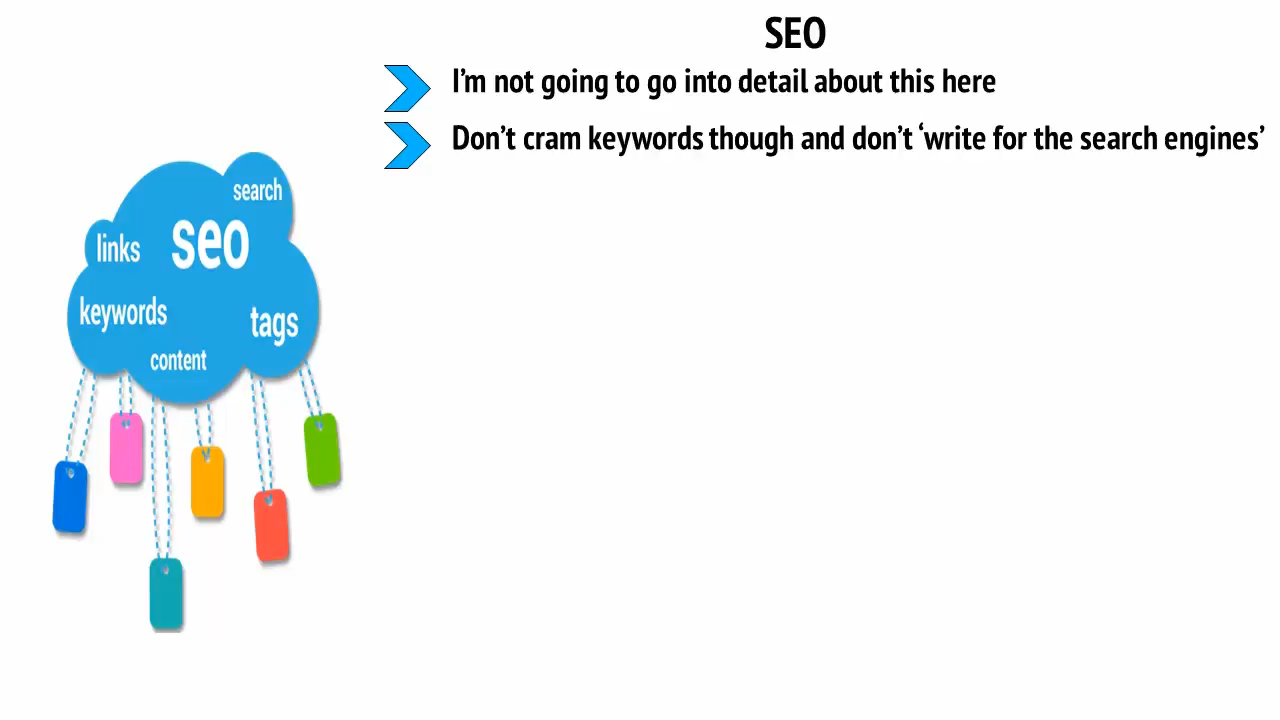 SEO
I'm not going to go into detail about this here
Don't cram keywords though and don't ‘write for the search engines’
search
seo
links
keywords
tags
content